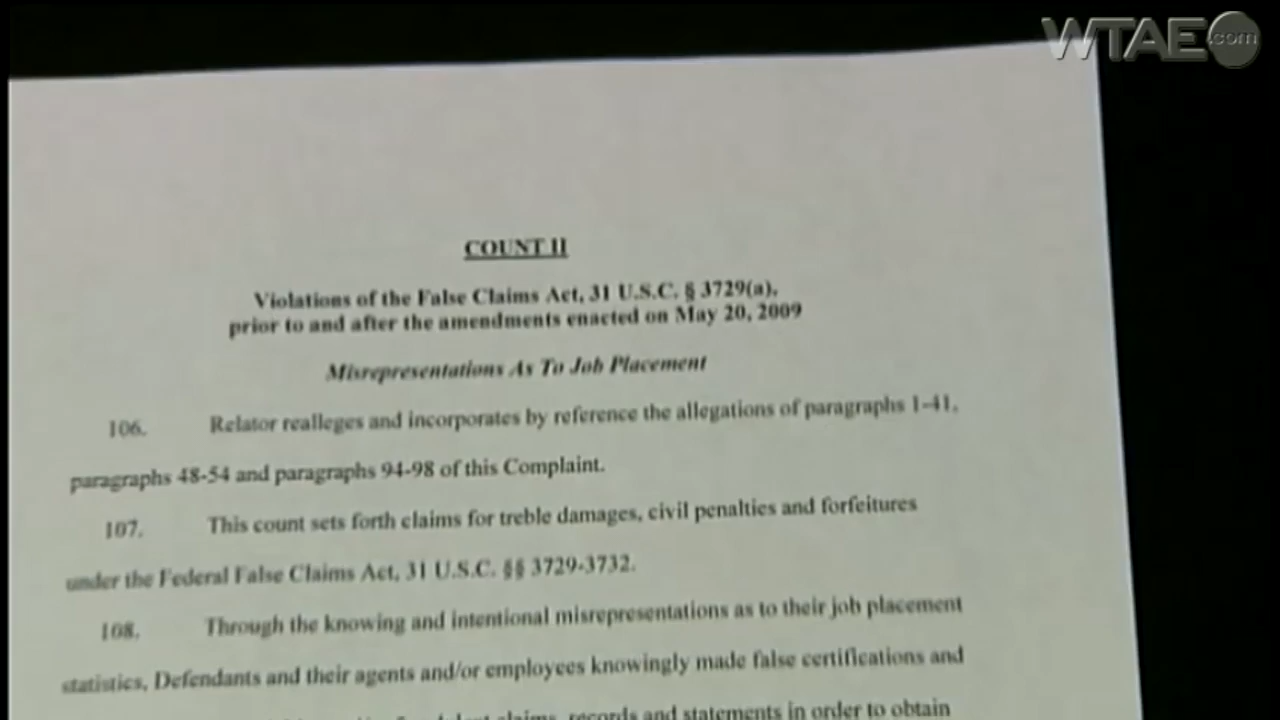 WTAE.com
COUNT II
Violations of the False Claims Act, 31 U.S.C. § 3729(a),
prior to and after the amendments enacted on May 20, 2009
Misrepresentations As To Job Placement
106. Relator realleges and incorporates by reference the allegations of paragraphs 1-41,
paragraphs 48-54 and paragraphs 94-98 of this Complaint.
107. This count sets forth claims for treble damages, civil penalties and forfeitures
under the Federal False Claims Act, 31 U.S.C. §§ 3729-3732.
108. Through the knowing and intentional misrepresentations as to their job placement
statistics, Defendants and their agents and/or employees knowingly made false certifications and
claims, records and statements in order to obtain